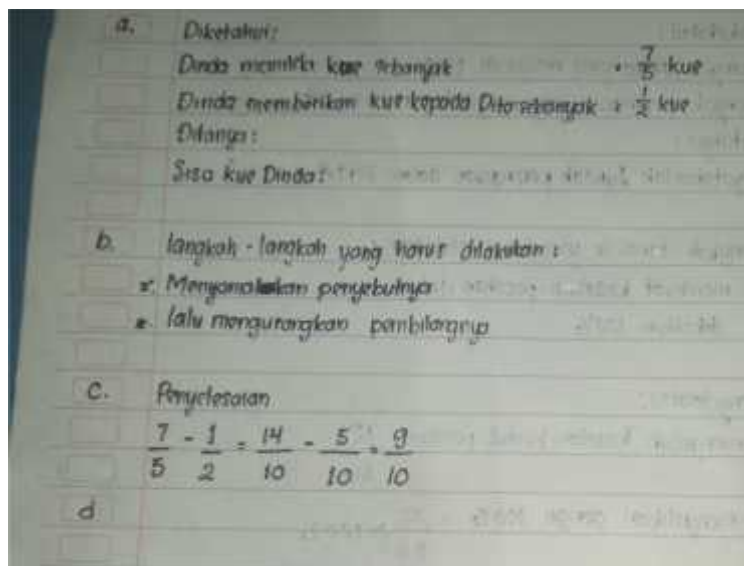 a. Diketahui:
Dinda memiliki kue sebanyak : 7/5 kue
Dinda memberikan kue kepada Dito sebanyak : 1/2 kue
Ditanya:
Sisa kue Dinda?
b. langkah - langkah yang harus dilakukan :
*. Menyamakan penyebutnya
*. lalu mengurangkan pembilangnya
c. Penyelesaian
7/5 - 1/2 = 14/10 - 5/10 = 9/10
d